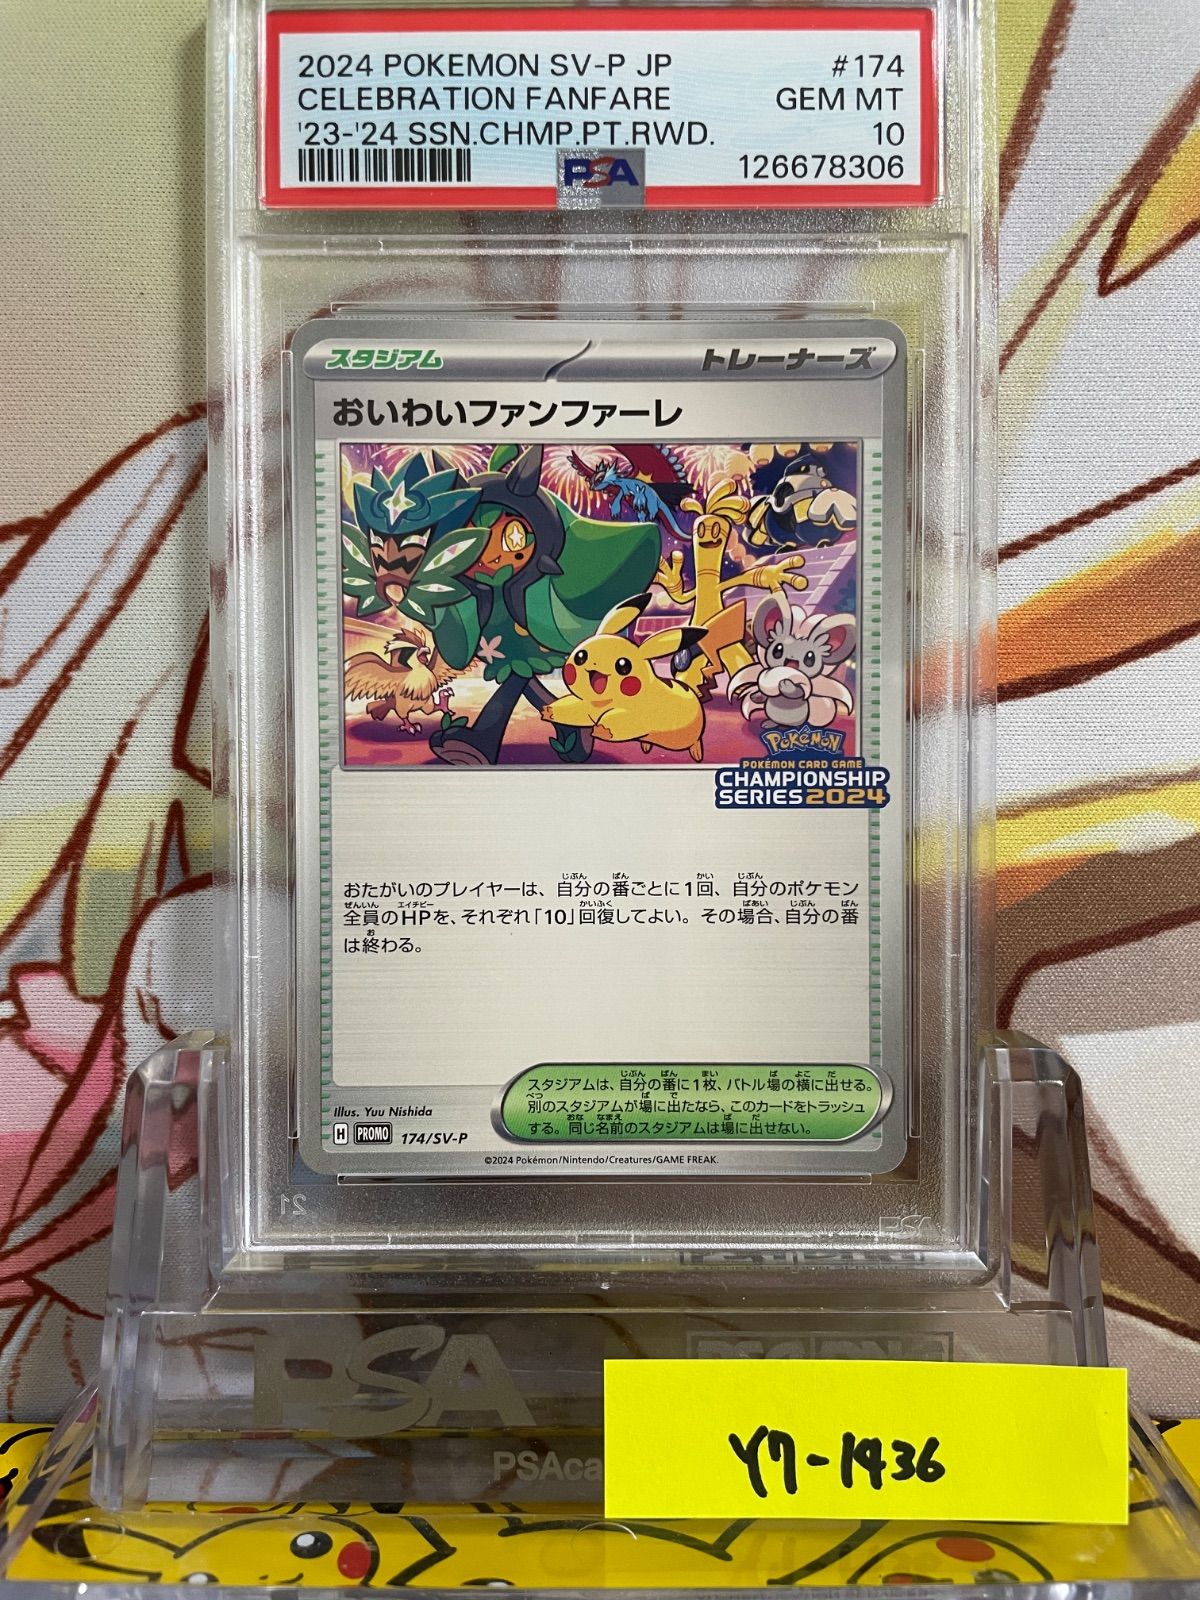 2024 POKEMON SV-P JP #174
CELEBRATION FANFARE GEM MT
'23-'24 SSN.CHMP.PT.RWD. 10
PSA 126678306
スタジアム トレーナーズ
おいわいファンファーレ
POKÉMON
POKÉMON CARD GAME
CHAMPIONSHIP
SERIES 2024
おたがいのプレイヤーは、自分の番ごとに1回、自分のポケモン
全員のHPを、それぞれ「10」回復してよい。その場合、自分の番
は終わる。
スタジアムは、自分の番に1枚、バトル場の横に出せる。
別のスタジアムが場に出たなら、このカードをトラッシュ
する。同じ名前のスタジアムは場に出せない。
Illus. Yuu Nishida
H PROMO 174/SV-P
©2024 Pokémon/Nintendo/Creatures/GAME FREAK.
21
PSA
PSA
PSAca
Y7-1436